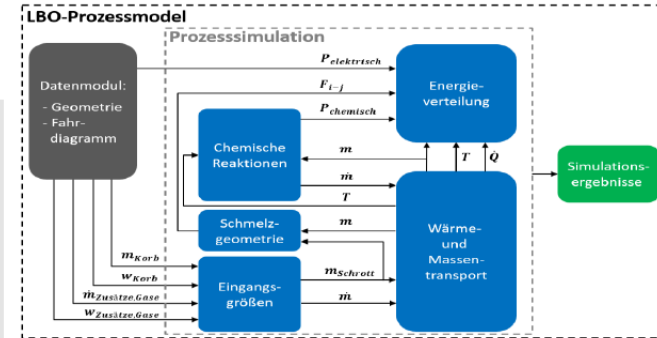 LBO-Prozessmodel
Prozesssimulation
Datenmodul:
- Geometrie
- Fahr-
diagramm
P_elektrisch
F_i-j
P_chemisch
Energie-
verteilung
Chemische
Reaktionen
m
ṁ
T
T
Q̇
Simulations-
ergebnisse
Schmelz-
geometrie
m
Wärme-
und
Massen-
transport
m_Korb
w_Korb
ṁ_Zusätze,Gase
w_Zusätze,Gase
Eingangs-
größen
m_Schrott
ṁ